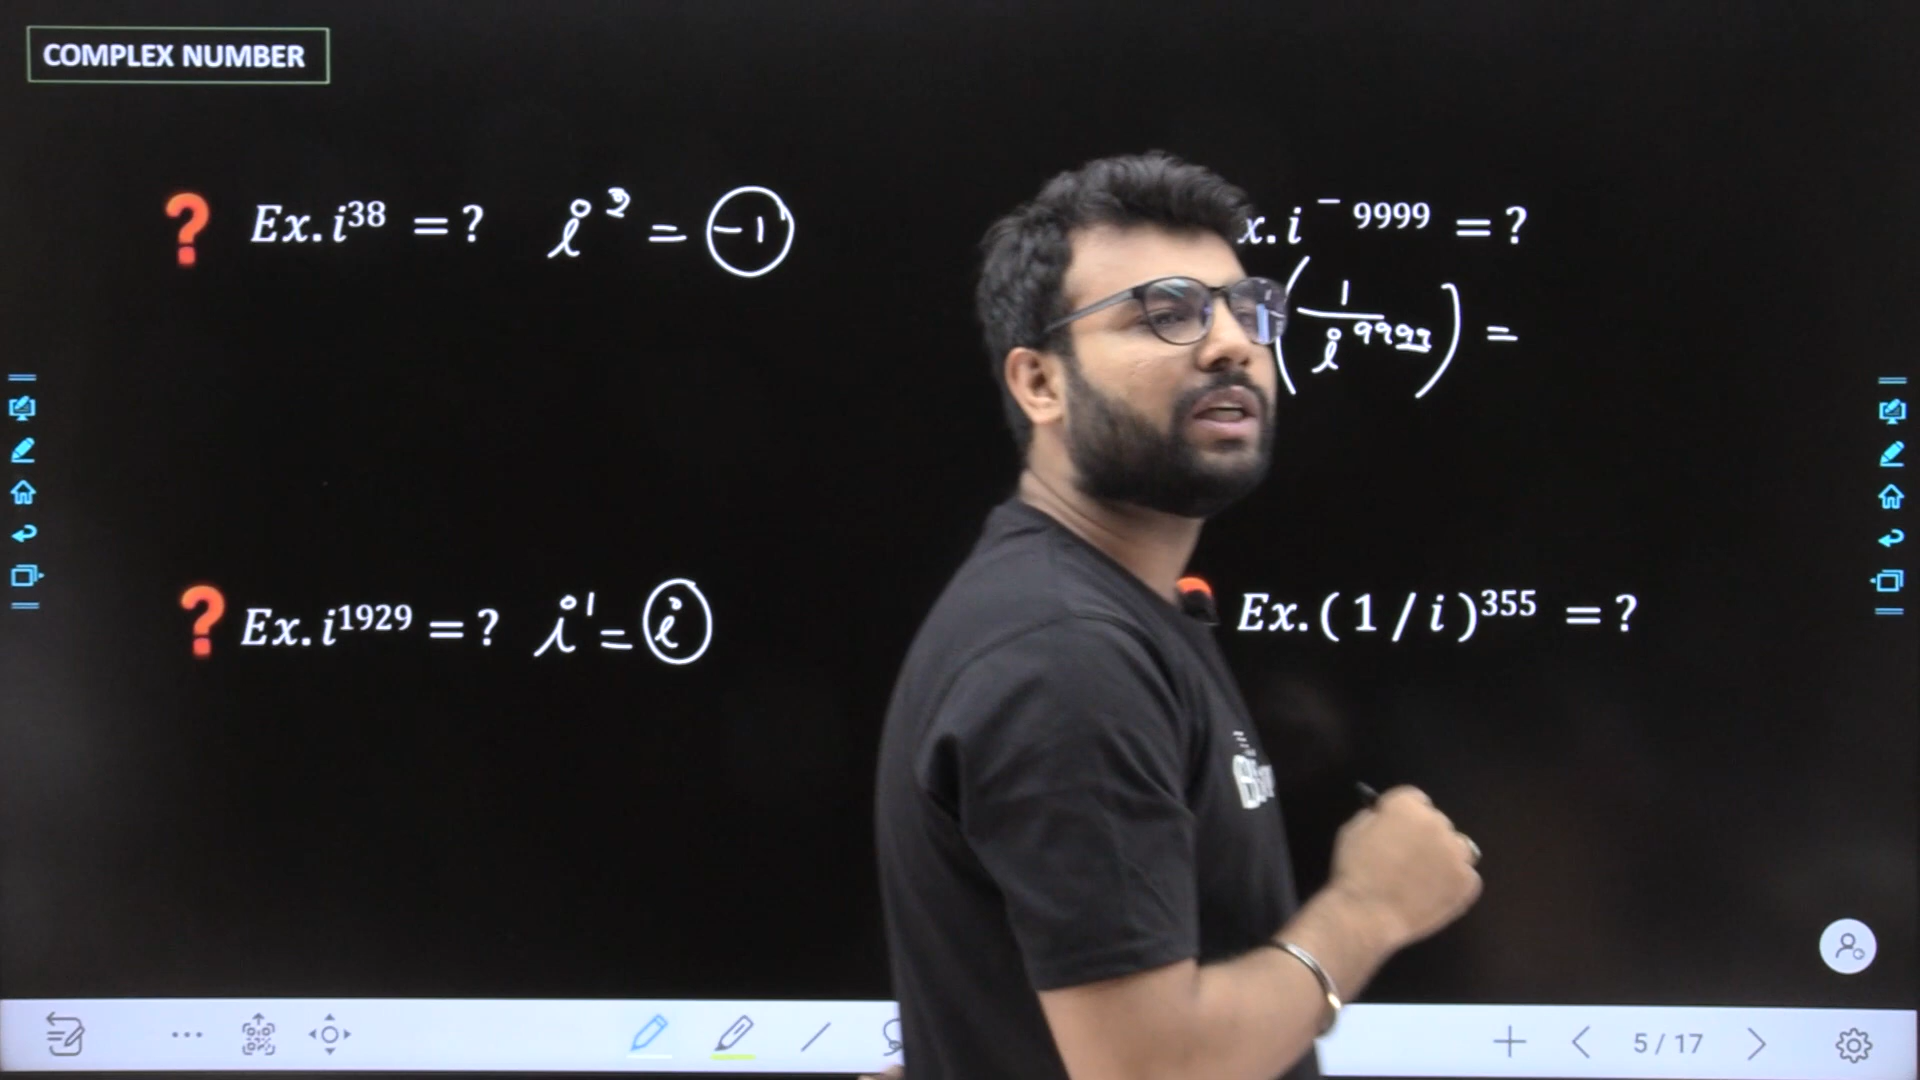 COMPLEX NUMBER
Ex. i³⁸ = ? i² = -1
x. i⁻⁹⁹⁹⁹ = ?
(1/i⁹⁹⁹⁹) =
Ex. i¹⁹²⁹ = ? i¹ = i
Ex. ( 1 / i )³⁵⁵ = ?
5 / 17